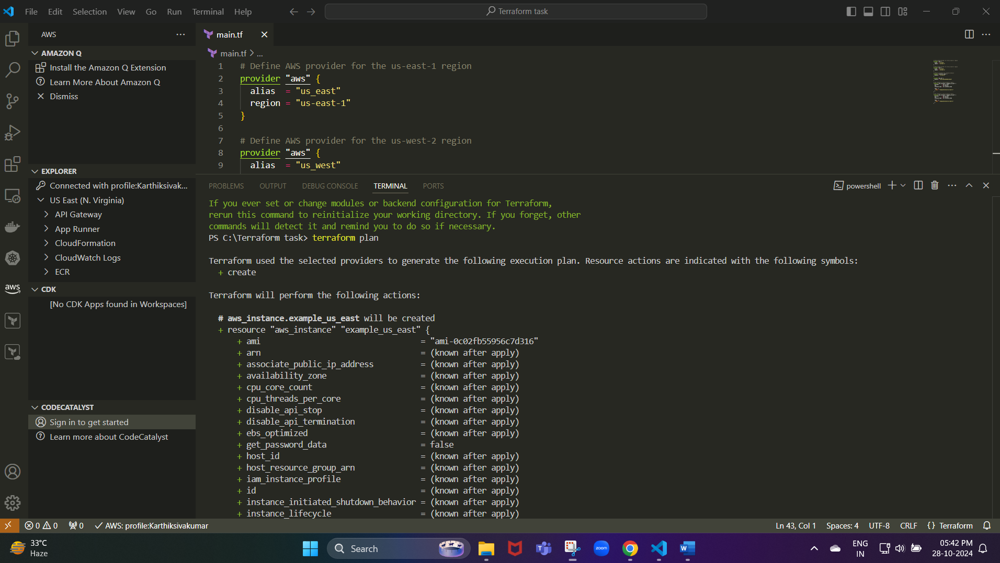 File Edit Selection View Go Run Terminal Help
Terraform task
AWS
AMAZON Q
Install the Amazon Q Extension
Learn More About Amazon Q
Dismiss
EXPLORER
Connected with profile:Karthiksivak...
US East (N. Virginia)
API Gateway
App Runner
CloudFormation
CloudWatch Logs
ECR
CDK
[No CDK Apps found in Workspaces]
CODECATALYST
Sign in to get started
Learn more about CodeCatalyst
aws
main.tf
main.tf > ...
1 # Define AWS provider for the us-east-1 region
2 provider "aws" {
3 alias = "us_east"
4 region = "us-east-1"
5 }
6
7 # Define AWS provider for the us-west-2 region
8 provider "aws" {
9 alias = "us_west"
PROBLEMS OUTPUT DEBUG CONSOLE TERMINAL PORTS
powershell
If you ever set or change modules or backend configuration for Terraform,
rerun this command to reinitialize your working directory. If you forget, other
commands will detect it and remind you to do so if necessary.
PS C:\Terraform task> terraform plan
Terraform used the selected providers to generate the following execution plan. Resource actions are indicated with the following symbols:
+ create
Terraform will perform the following actions:
# aws_instance.example_us_east will be created
+ resource "aws_instance" "example_us_east" {
+ ami = "ami-0c02fb55956c7d316"
+ arn = (known after apply)
+ associate_public_ip_address = (known after apply)
+ availability_zone = (known after apply)
+ cpu_core_count = (known after apply)
+ cpu_threads_per_core = (known after apply)
+ disable_api_stop = (known after apply)
+ disable_api_termination = (known after apply)
+ ebs_optimized = (known after apply)
+ get_password_data = false
+ host_id = (known after apply)
+ host_resource_group_arn = (known after apply)
+ iam_instance_profile = (known after apply)
+ id = (known after apply)
+ instance_initiated_shutdown_behavior = (known after apply)
+ instance_lifecycle = (known after apply)
0 0 0 AWS: profile:Karthiksivakumar
Ln 43, Col 1 Spaces: 4 UTF-8 CRLF {} Terraform
33°C
Haze
Search
zoom
ENG
IN
05:42 PM
28-10-2024